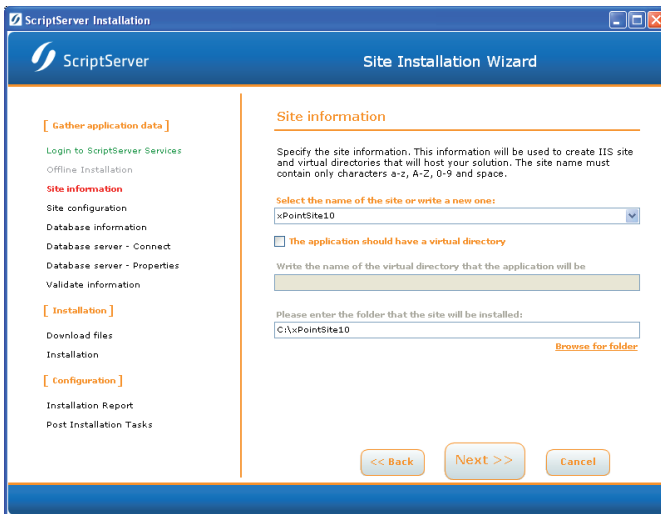 ScriptServer Installation
ScriptServer
Site Installation Wizard
[ Gather application data ]
Login to ScriptServer Services
Offline Installation
Site information
Site configuration
Database information
Database server - Connect
Database server - Properties
Validate information
[ Installation ]
Download files
Installation
[ Configuration ]
Installation Report
Post Installation Tasks
Site information
Specify the site information. This information will be used to create IIS site
and virtual directories that will host your solution. The site name must
contain only characters a-z, A-Z, 0-9 and space.
Select the name of the site or write a new one:
xPointSite10
The application should have a virtual directory
Write the name of the virtual directory that the application will be
Please enter the folder that the site will be installed:
C:\xPointSite10
Browse for folder
<< Back
Next >>
Cancel